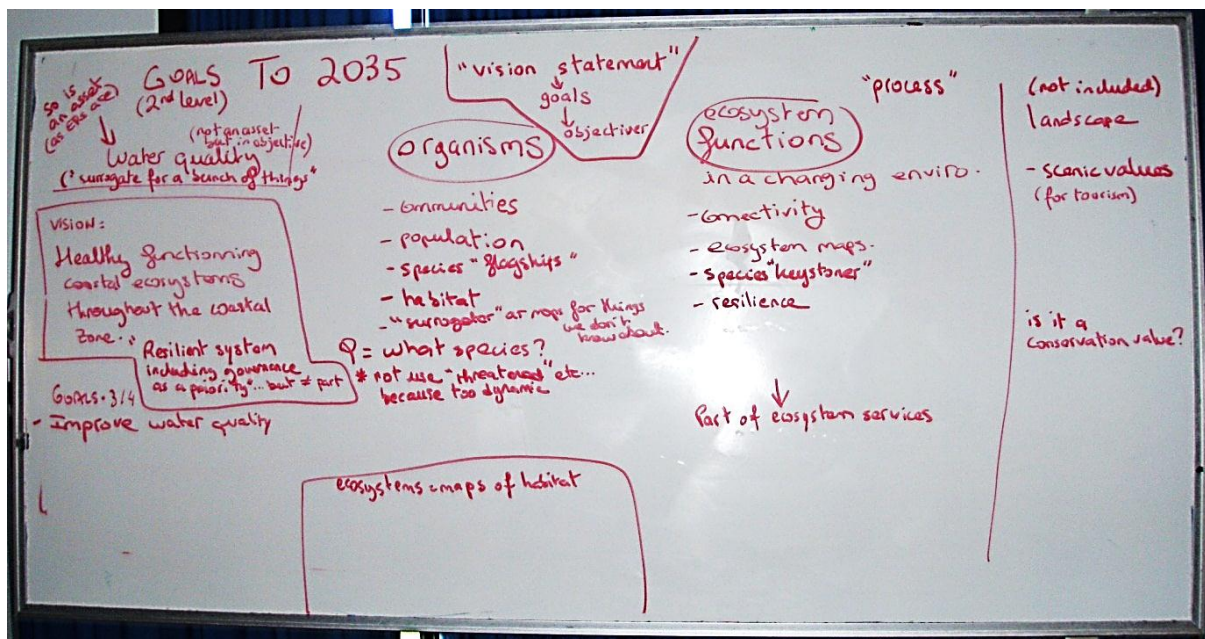 GOALS TO 2035
(2nd level)
so is
an asset
(as EFs are)
(not an asset
but in objective)
Water quality
("surrogate for a bunch of things"
VISION:
Healthy functionning
coastal ecosystems
throughout the coastal
zone.
Resilient system
including governance
as a priority"... but ≠ part
GOALS. 3/4
- Improve water quality
"vision statement"
goals
objectives
organisms
- communities
- population
- species "flagships"
- habitat
- "surrogates" as maps for things
we don't
know about.
Q = what species?
* not use "threatened" etc...
because too dynamic
ecosystems = maps of habitat
"process"
ecosystem
functions
in a changing enviro.
- connectivity
- ecosystem maps.
- species "keystones"
- resilience
Part of ecosystem services
(not included)
landscape
- scenic values
(for tourism)
is it a
conservation value?